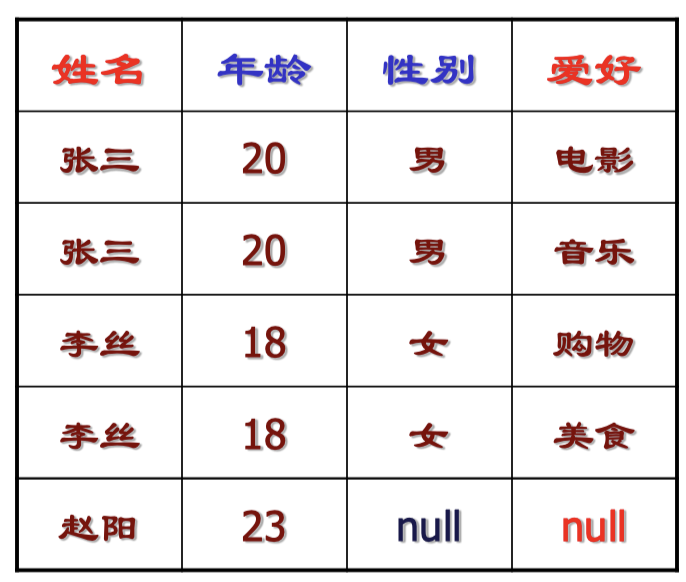 姓名 年龄 性别 爱好
张三 20 男 电影
张三 20 男 音乐
李丝 18 女 购物
李丝 18 女 美食
赵阳 23 null null